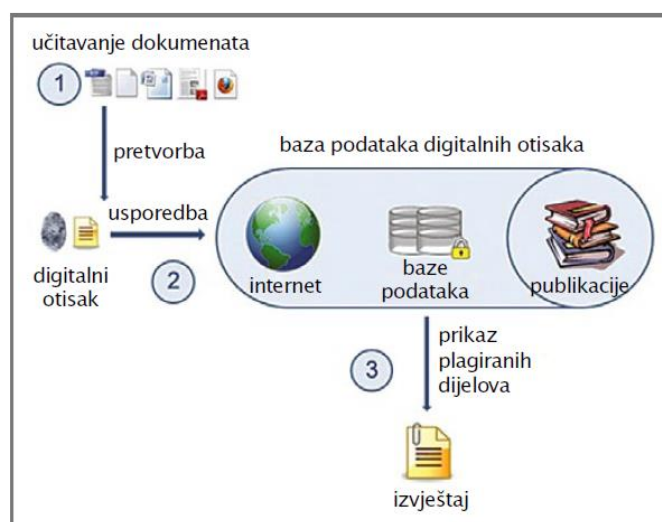 učitavanje dokumenata
1
pretvorba
baza podataka digitalnih otisaka
usporedba
digitalni
otisak
2
internet
baze
podataka
publikacije
3
prikaz
plagiranih
dijelova
izvještaj